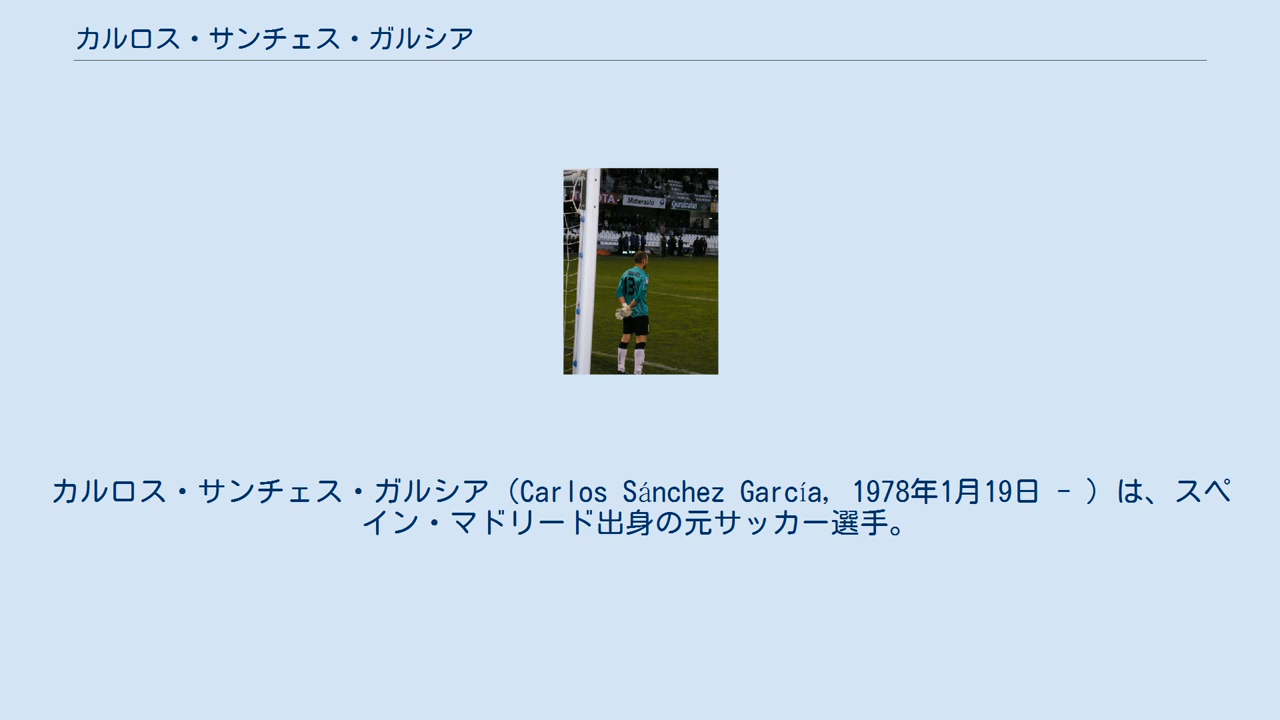 カルロス・サンチェス・ガルシア
Moberauto
13
カルロス・サンチェス・ガルシア（Carlos Sánchez García, 1978年1月19日 - ）は、スペ
イン・マドリード出身の元サッカー選手。